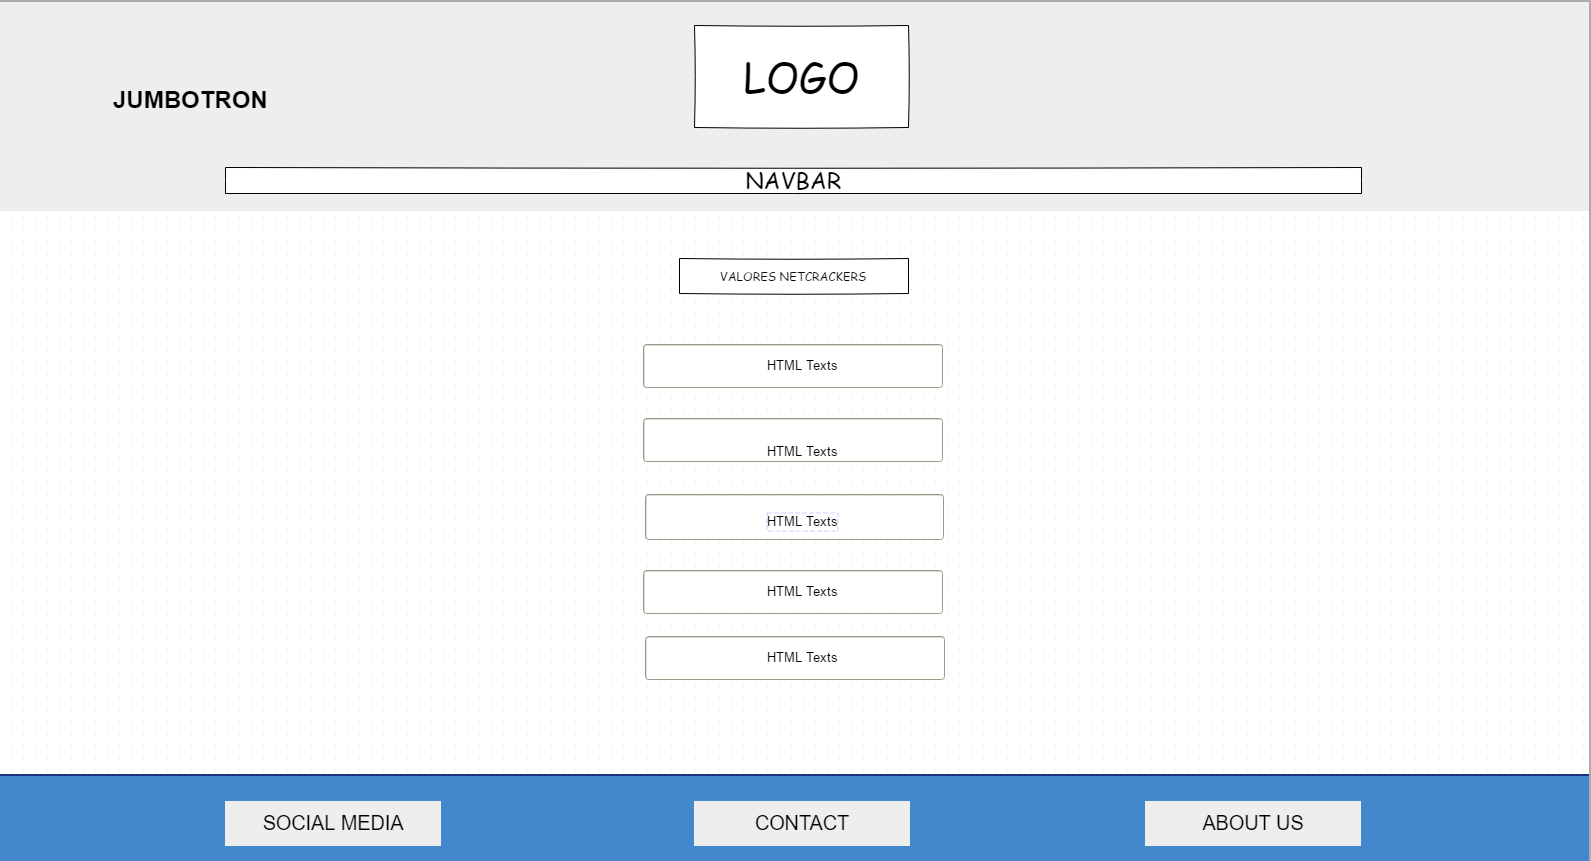 LOGO
JUMBOTRON
NAVBAR
VALORES NETCRACKERS
HTML Texts
HTML Texts
HTML Texts
HTML Texts
HTML Texts
SOCIAL MEDIA
CONTACT
ABOUT US